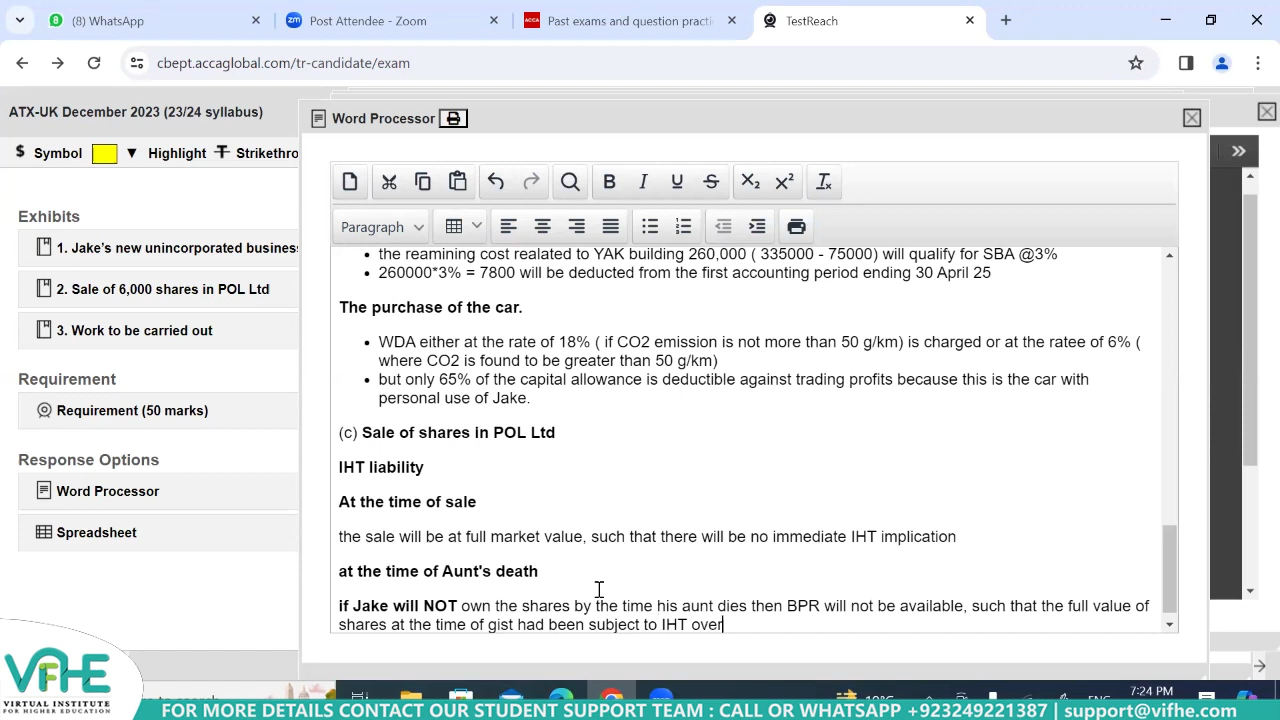 (8) WhatsApp
Post Attendee - Zoom
ACCA
Past exams and question practi
TestReach
cbept.accaglobal.com/tr-candidate/exam
ATX-UK December 2023 (23/24 syllabus)
Word Processor
$ Symbol Highlight Strikethro
Exhibits
1. Jake's new unincorporated business
2. Sale of 6,000 shares in POL Ltd
3. Work to be carried out
Requirement
Requirement (50 marks)
Response Options
Word Processor
Spreadsheet
Paragraph
the reamining cost realated to YAK building 260,000 ( 335000 - 75000) will qualify for SBA @3%
260000*3% = 7800 will be deducted from the first accounting period ending 30 April 25
The purchase of the car.
WDA either at the rate of 18% ( if CO2 emission is not more than 50 g/km) is charged or at the ratee of 6% (
where CO2 is found to be greater than 50 g/km)
but only 65% of the capital allowance is deductible against trading profits because this is the car with
personal use of Jake.
(c) Sale of shares in POL Ltd
IHT liability
At the time of sale
the sale will be at full market value, such that there will be no immediate IHT implication
at the time of Aunt's death
if Jake will NOT own the shares by the time his aunt dies then BPR will not be available, such that the full value of
shares at the time of gist had been subject to IHT over
7:24 PM
VFHE
VIRTUAL INSTITUTE
FOR HIGHER EDUCATION
FOR MORE DETAILS CONTACT OUR STUDENT SUPPORT TEAM : CALL OR WHATSAPP +923249221387 | support@vifhe.com